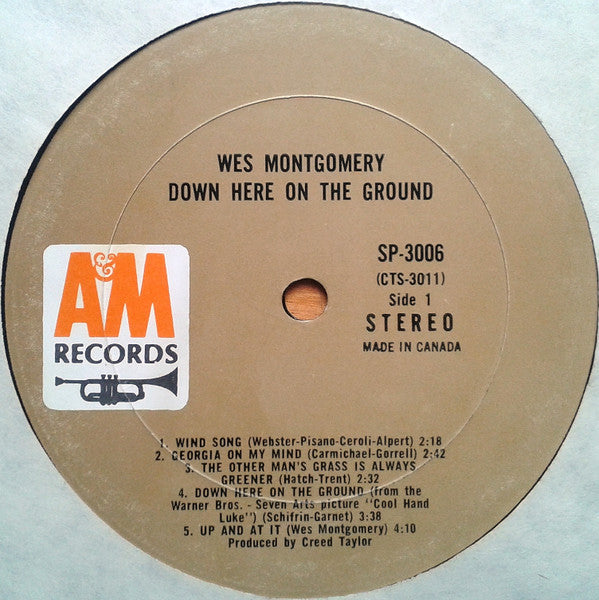 WES MONTGOMERY
DOWN HERE ON THE GROUND
SP-3006
(CTS-3011)
Side 1
STEREO
MADE IN CANADA
A&M
RECORDS
1. WIND SONG (Webster-Pisano-Ceroli-Alpert) 2:18
2. GEORGIA ON MY MIND (Carmichael-Gorrell) 2:42
3. THE OTHER MAN'S GRASS IS ALWAYS
GREENER (Hatch-Trent) 2:32
4. DOWN HERE ON THE GROUND (from the
Warner Bros. - Seven Arts picture "Cool Hand
Luke") (Schifrin-Garnet) 3:38
5. UP AND AT IT (Wes Montgomery) 4:10
Produced by Creed Taylor